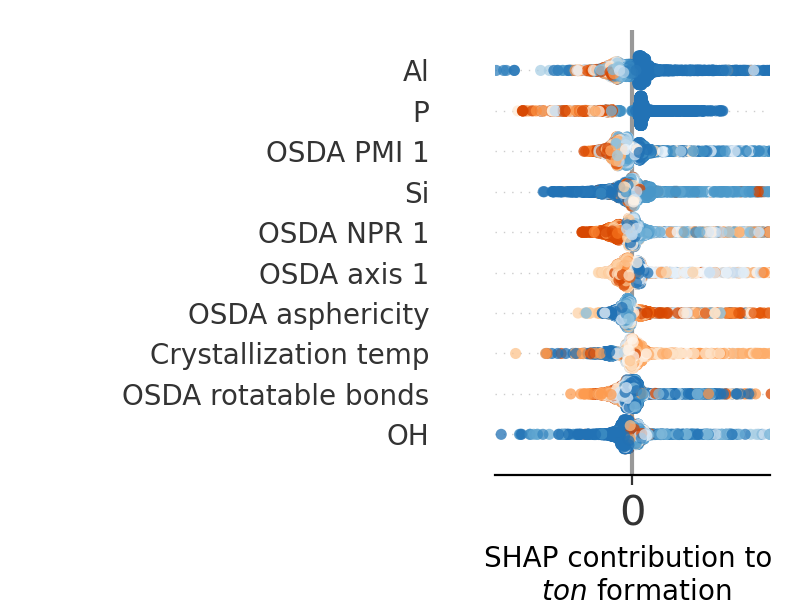 Al
P
OSDA PMI 1
Si
OSDA NPR 1
OSDA axis 1
OSDA asphericity
Crystallization temp
OSDA rotatable bonds
OH
0
SHAP contribution to
ton formation